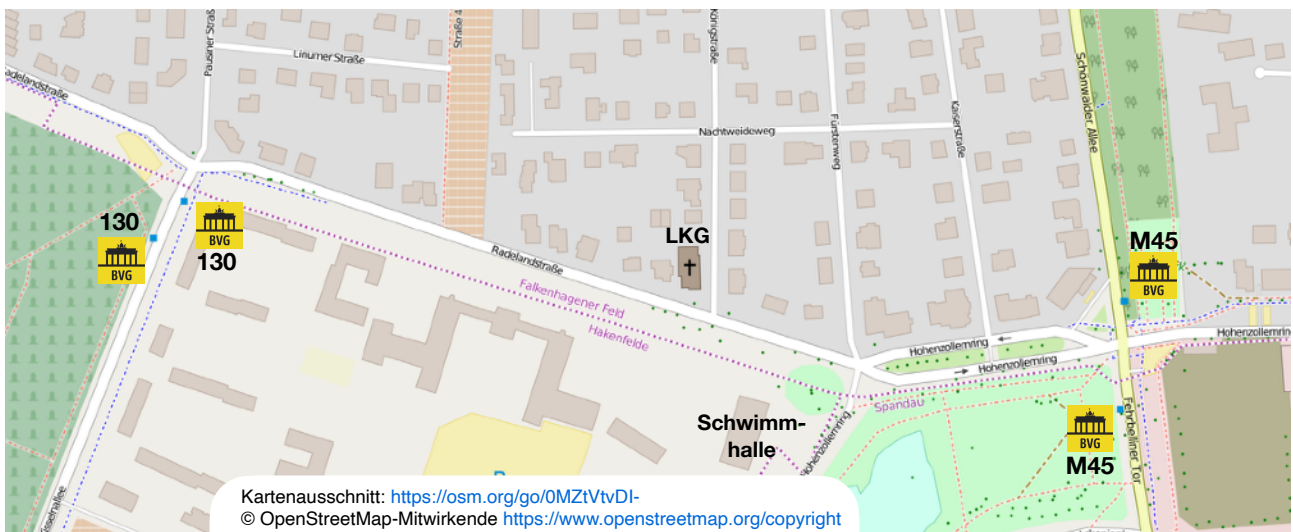 Pausiner Straße
Linumer Straße
Straße 4
Königstraße
Radelandstraße
Schönwalder Allee
Nachtweideweg
Fürstenweg
Kaiserstraße
130
BVG
BVG
130
LKG
Radelandstraße
M45
BVG
Falkenhagener Feld
Hakenfelde
Hohenzollernring
Hohenzollernring
Hohenzollernring
Spandau
Schwimm-
halle
Hohenzollernring
BVG
M45
Fehrbelliner Tor
Kartenausschnitt: https://osm.org/go/0MZtVtvDI-
© OpenStreetMap-Mitwirkende https://www.openstreetmap.org/copyright